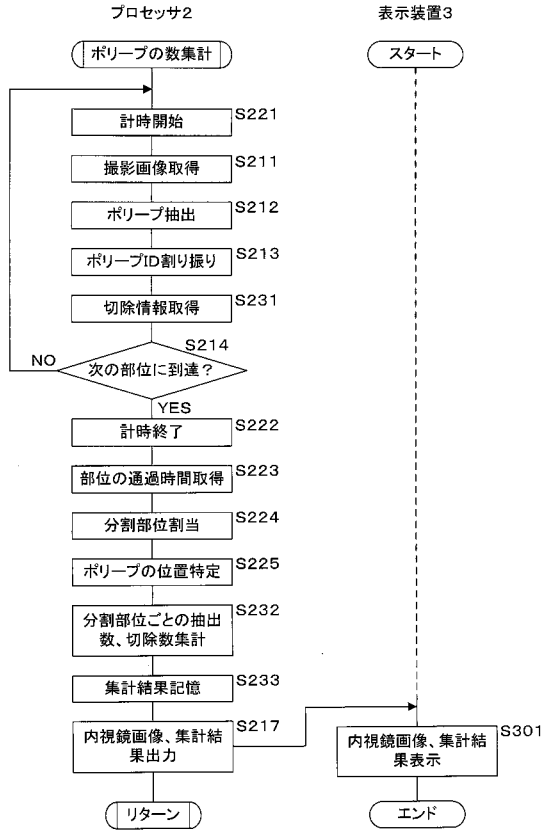 プロセッサ2
表示装置3
ポリープの数集計
スタート
計時開始
S221
撮影画像取得
S211
ポリープ抽出
S212
ポリープID割り振り
S213
切除情報取得
S231
S214
NO
次の部位に到達？
YES
計時終了
S222
部位の通過時間取得
S223
分割部位割当
S224
ポリープの位置特定
S225
分割部位ごとの抽出
数、切除数集計
S232
集計結果記憶
S233
内視鏡画像、集計結
果出力
S217
内視鏡画像、集計結
果表示
S301
リターン
エンド